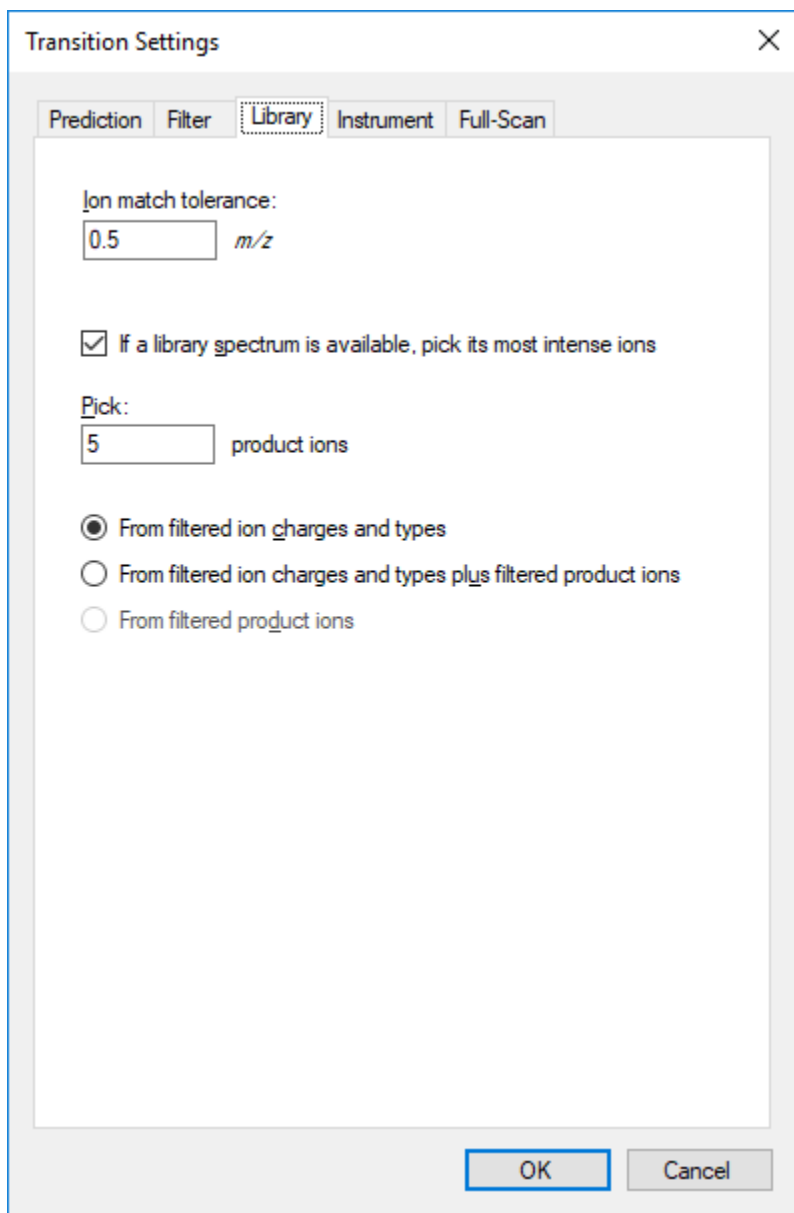 Transition Settings
Prediction Filter Library Instrument Full-Scan
Ion match tolerance:
0.5 m/z
If a library spectrum is available, pick its most intense ions
Pick:
5 product ions
From filtered ion charges and types
From filtered ion charges and types plus filtered product ions
From filtered product ions
OK Cancel